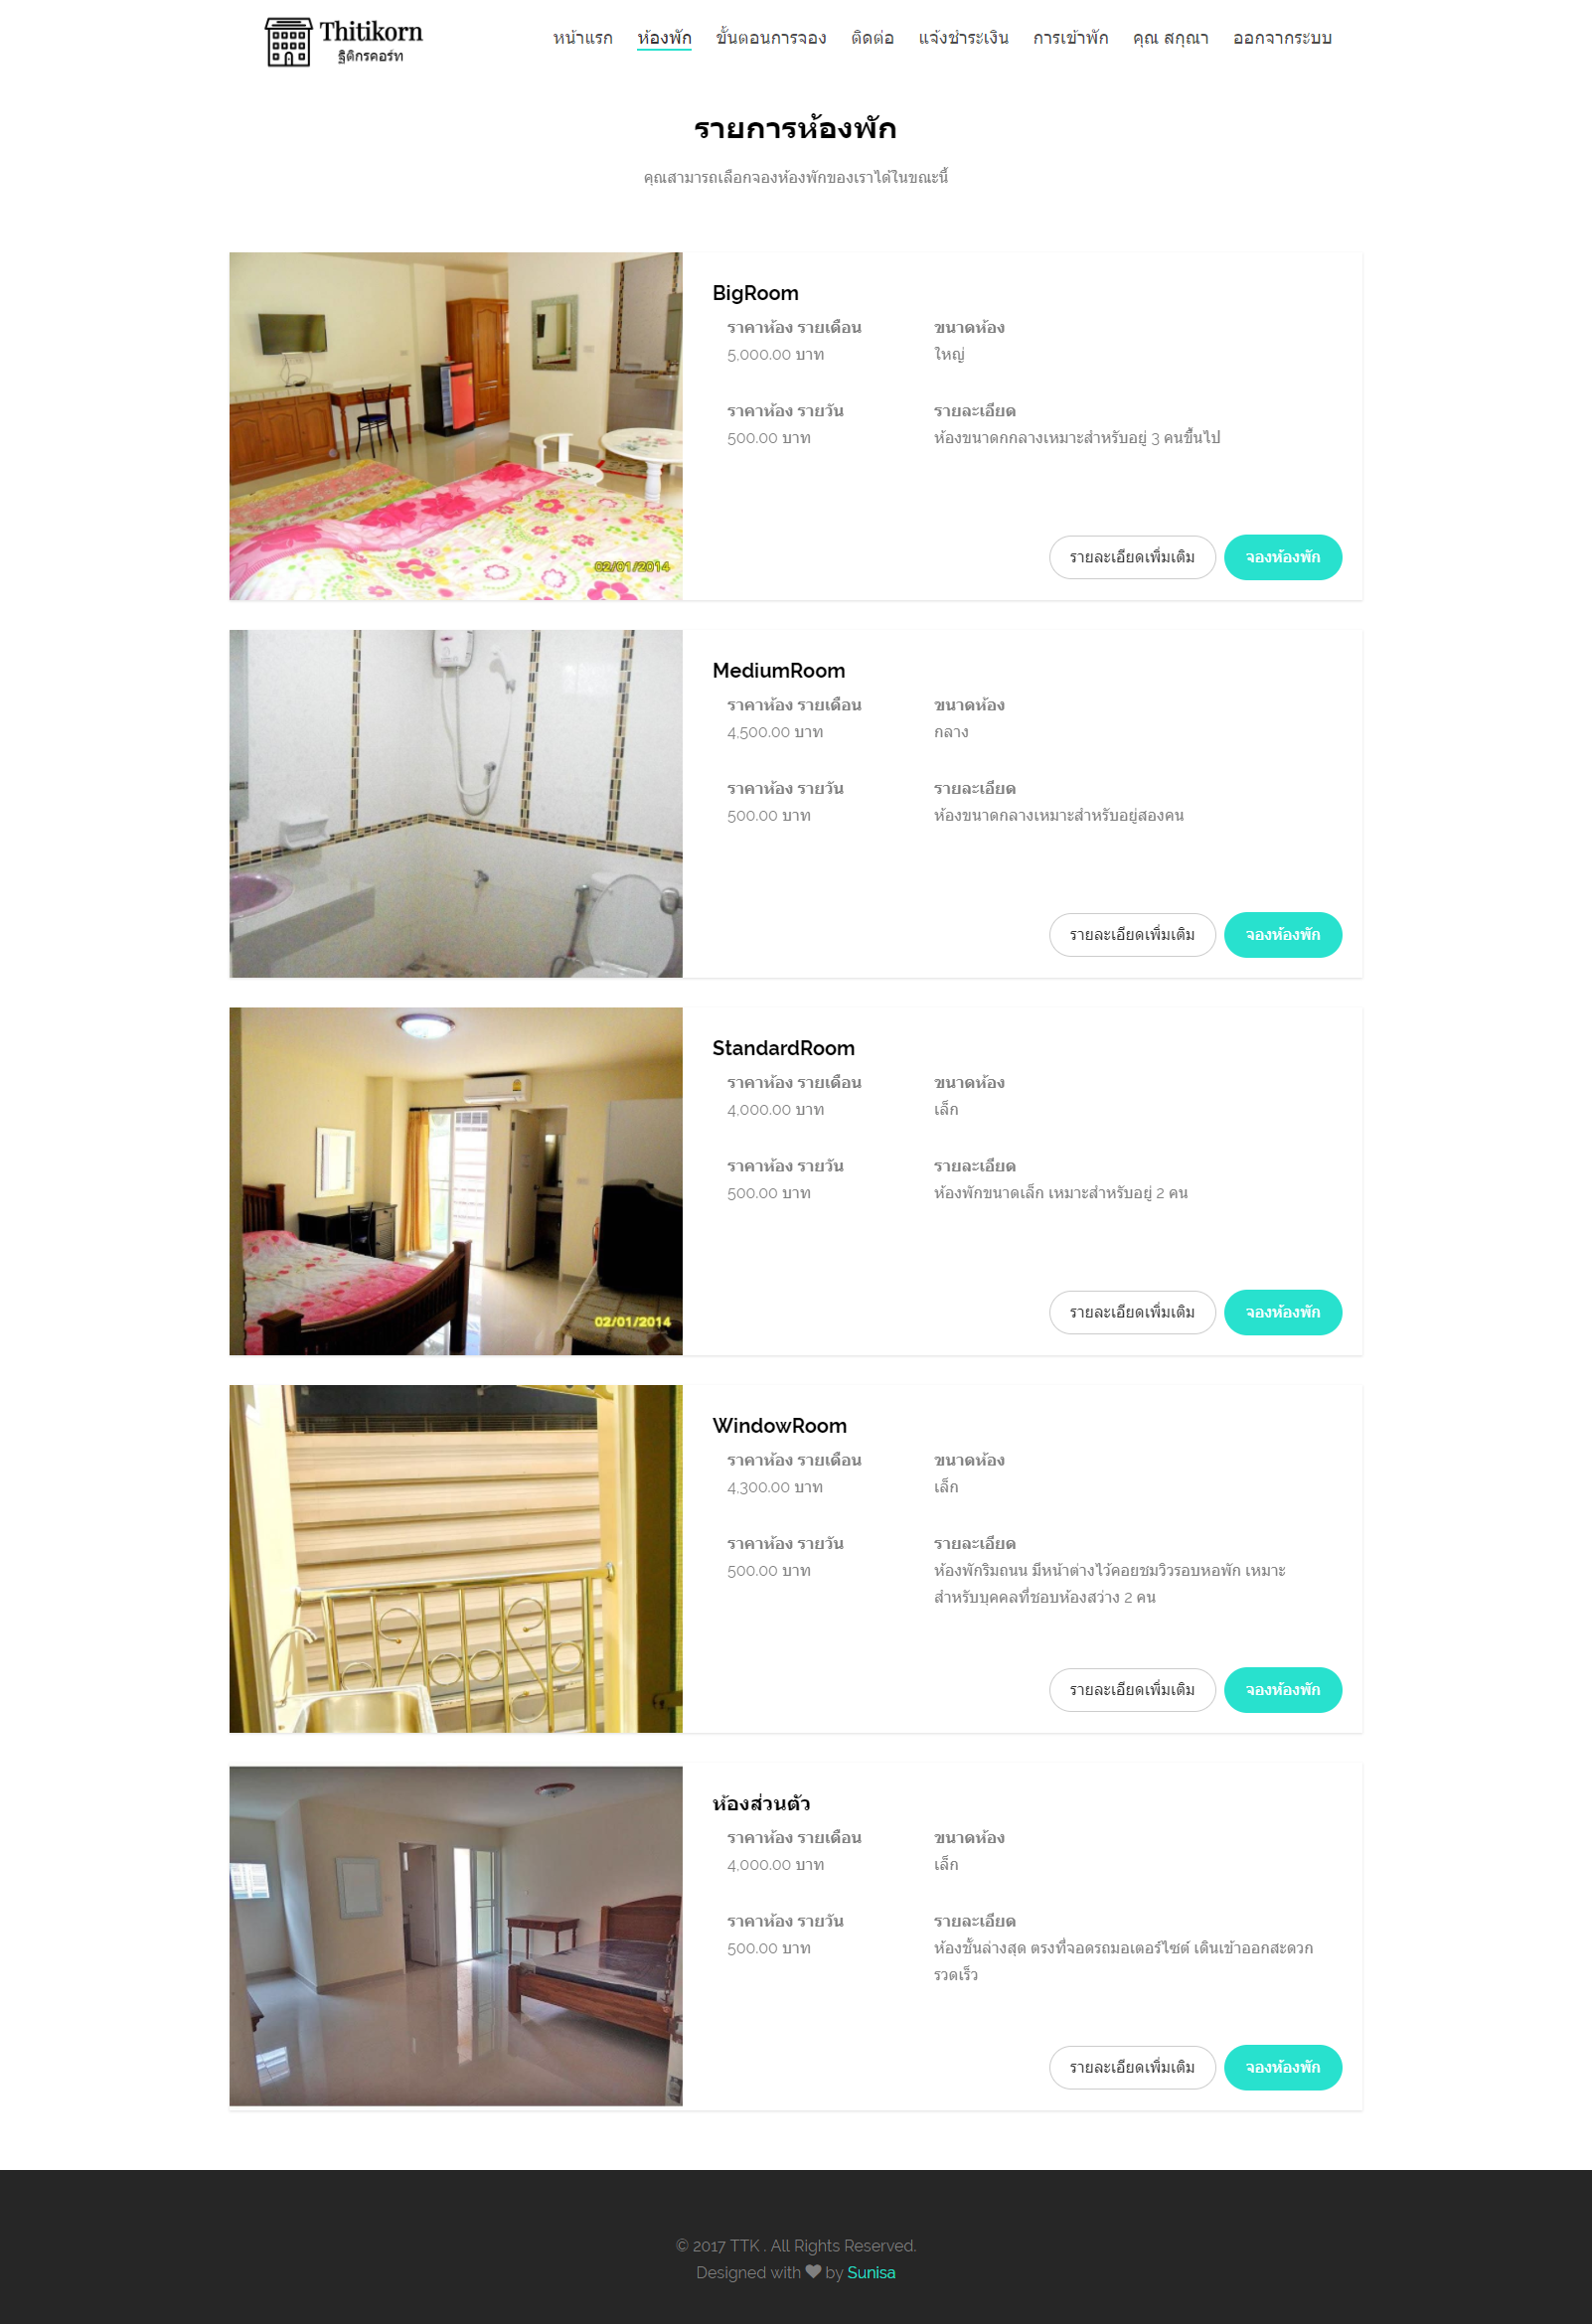 Thitikorn
ฐิติกรคอร์ท
หน้าแรก ห้องพัก ขั้นตอนการจอง ติดต่อ แจ้งชำระเงิน การเข้าพัก คุณ สกุณา ออกจากระบบ
รายการห้องพัก
คุณสามารถเลือกจองห้องพักของเราได้ในขณะนี้
02/01/2014
BigRoom
ราคาห้อง รายเดือน ขนาดห้อง
5,000.00 บาท ใหญ่
ราคาห้อง รายวัน รายละเอียด
500.00 บาท ห้องขนาดกกลางเหมาะสำหรับอยู่ 3 คนขึ้นไป
รายละเอียดเพิ่มเติม จองห้องพัก
MediumRoom
ราคาห้อง รายเดือน ขนาดห้อง
4,500.00 บาท กลาง
ราคาห้อง รายวัน รายละเอียด
500.00 บาท ห้องขนาดกลางเหมาะสำหรับอยู่สองคน
รายละเอียดเพิ่มเติม จองห้องพัก
02/01/2014
StandardRoom
ราคาห้อง รายเดือน ขนาดห้อง
4,000.00 บาท เล็ก
ราคาห้อง รายวัน รายละเอียด
500.00 บาท ห้องพักขนาดเล็ก เหมาะสำหรับอยู่ 2 คน
รายละเอียดเพิ่มเติม จองห้องพัก
WindowRoom
ราคาห้อง รายเดือน ขนาดห้อง
4,300.00 บาท เล็ก
ราคาห้อง รายวัน รายละเอียด
500.00 บาท ห้องพักริมถนน มีหน้าต่างไว้คอยชมวิวรอบหอพัก เหมาะ
สำหรับบุคคลที่ชอบห้องสว่าง 2 คน
รายละเอียดเพิ่มเติม จองห้องพัก
ห้องส่วนตัว
ราคาห้อง รายเดือน ขนาดห้อง
4,000.00 บาท เล็ก
ราคาห้อง รายวัน รายละเอียด
500.00 บาท ห้องชั้นล่างสุด ตรงที่จอดรถมอเตอร์ไซต์ เดินเข้าออกสะดวก
รวดเร็ว
รายละเอียดเพิ่มเติม จองห้องพัก
© 2017 TTK . All Rights Reserved.
Designed with ♥ by Sunisa